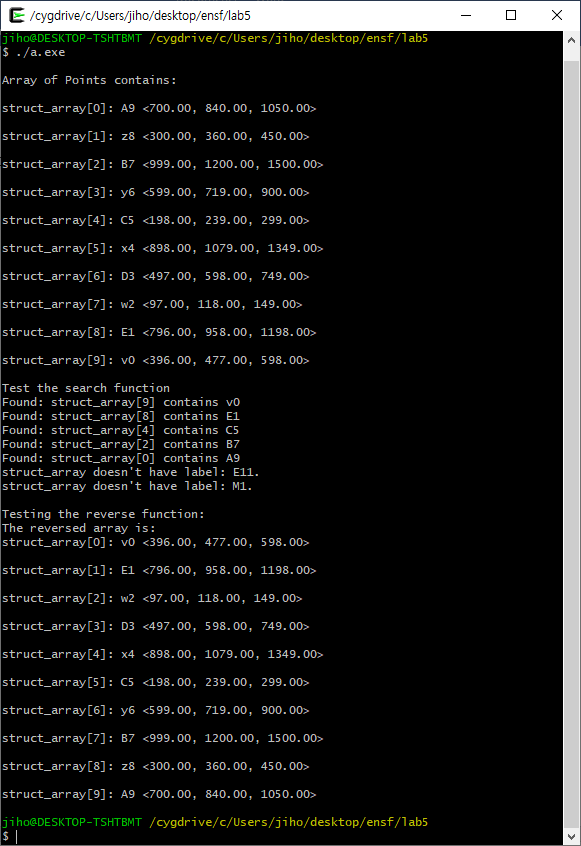 /cygdrive/c/Users/jiho/desktop/ensf/lab5
jiho@DESKTOP-TSHTBMT /cygdrive/c/Users/jiho/desktop/ensf/lab5
$ ./a.exe
Array of Points contains:
struct_array[0]: A9 <700.00, 840.00, 1050.00>
struct_array[1]: z8 <300.00, 360.00, 450.00>
struct_array[2]: B7 <999.00, 1200.00, 1500.00>
struct_array[3]: y6 <599.00, 719.00, 900.00>
struct_array[4]: C5 <198.00, 239.00, 299.00>
struct_array[5]: x4 <898.00, 1079.00, 1349.00>
struct_array[6]: D3 <497.00, 598.00, 749.00>
struct_array[7]: w2 <97.00, 118.00, 149.00>
struct_array[8]: E1 <796.00, 958.00, 1198.00>
struct_array[9]: v0 <396.00, 477.00, 598.00>
Test the search function
Found: struct_array[9] contains v0
Found: struct_array[8] contains E1
Found: struct_array[4] contains C5
Found: struct_array[2] contains B7
Found: struct_array[0] contains A9
struct_array doesn't have label: E11.
struct_array doesn't have label: M1.
Testing the reverse function:
The reversed array is:
struct_array[0]: v0 <396.00, 477.00, 598.00>
struct_array[1]: E1 <796.00, 958.00, 1198.00>
struct_array[2]: w2 <97.00, 118.00, 149.00>
struct_array[3]: D3 <497.00, 598.00, 749.00>
struct_array[4]: x4 <898.00, 1079.00, 1349.00>
struct_array[5]: C5 <198.00, 239.00, 299.00>
struct_array[6]: y6 <599.00, 719.00, 900.00>
struct_array[7]: B7 <999.00, 1200.00, 1500.00>
struct_array[8]: z8 <300.00, 360.00, 450.00>
struct_array[9]: A9 <700.00, 840.00, 1050.00>
jiho@DESKTOP-TSHTBMT /cygdrive/c/Users/jiho/desktop/ensf/lab5
$